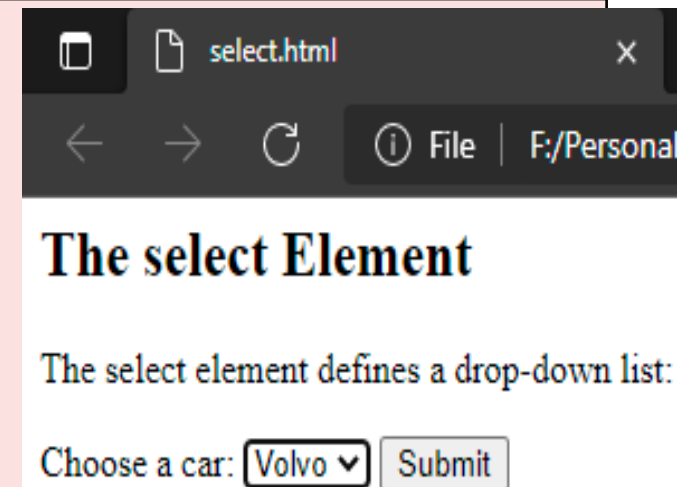 select.html
File F:/Personal
The select Element
The select element defines a drop-down list:
Choose a car: Volvo Submit